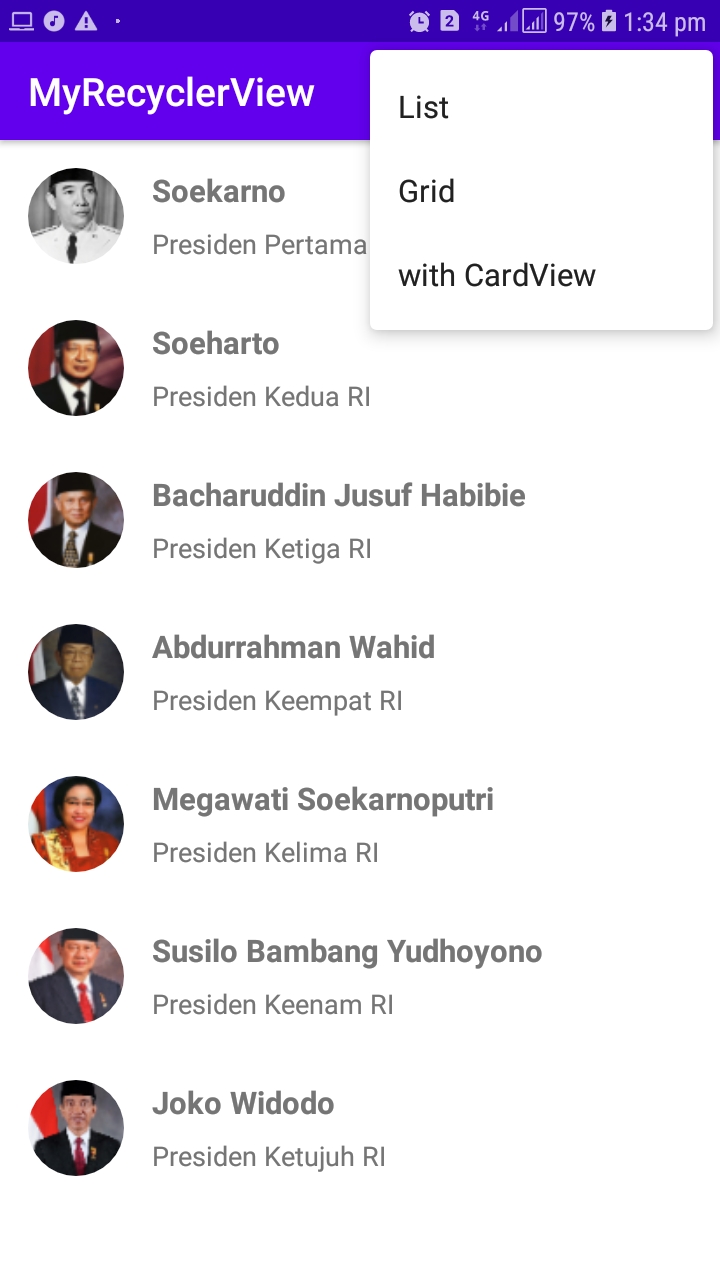 2 4G 97% 1:34 pm
MyRecyclerView
List
Grid
with CardView
Soekarno
Presiden Pertama
Soeharto
Presiden Kedua RI
Bacharuddin Jusuf Habibie
Presiden Ketiga RI
Abdurrahman Wahid
Presiden Keempat RI
Megawati Soekarnoputri
Presiden Kelima RI
Susilo Bambang Yudhoyono
Presiden Keenam RI
Joko Widodo
Presiden Ketujuh RI